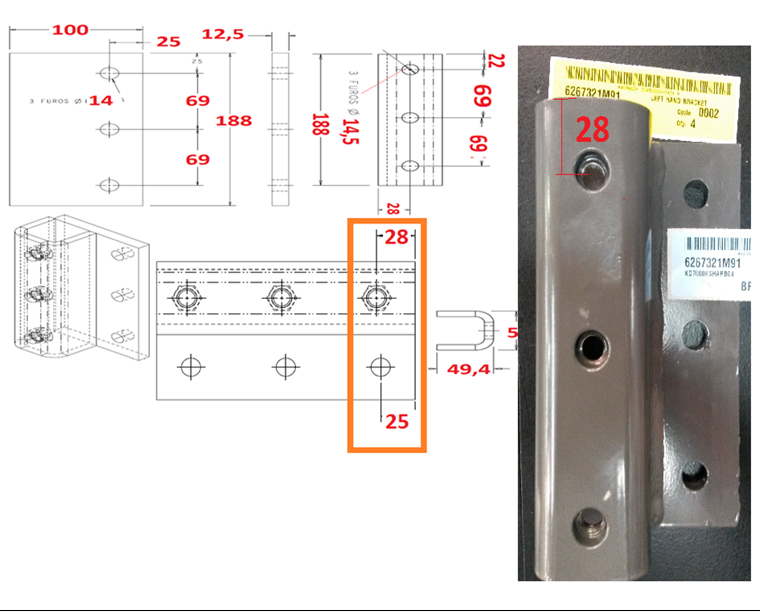 100
12,5
25
25
22
3 FUROS Ø
14
69
188
69
188
3 FUROS Ø 14,5
69
69
28
28
25
5
49,4
6267321M91
LEFT HAND BRACKET
Code 0002
Qty. 4
28
6267321M91
BR